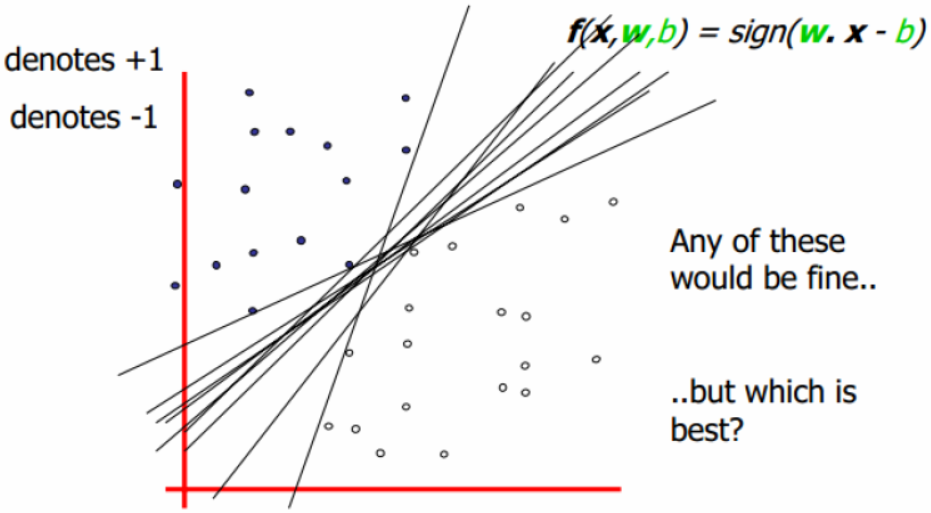 f(x,w,b) = sign(w. x - b)
denotes +1
denotes -1
Any of these
would be fine..
..but which is
best?